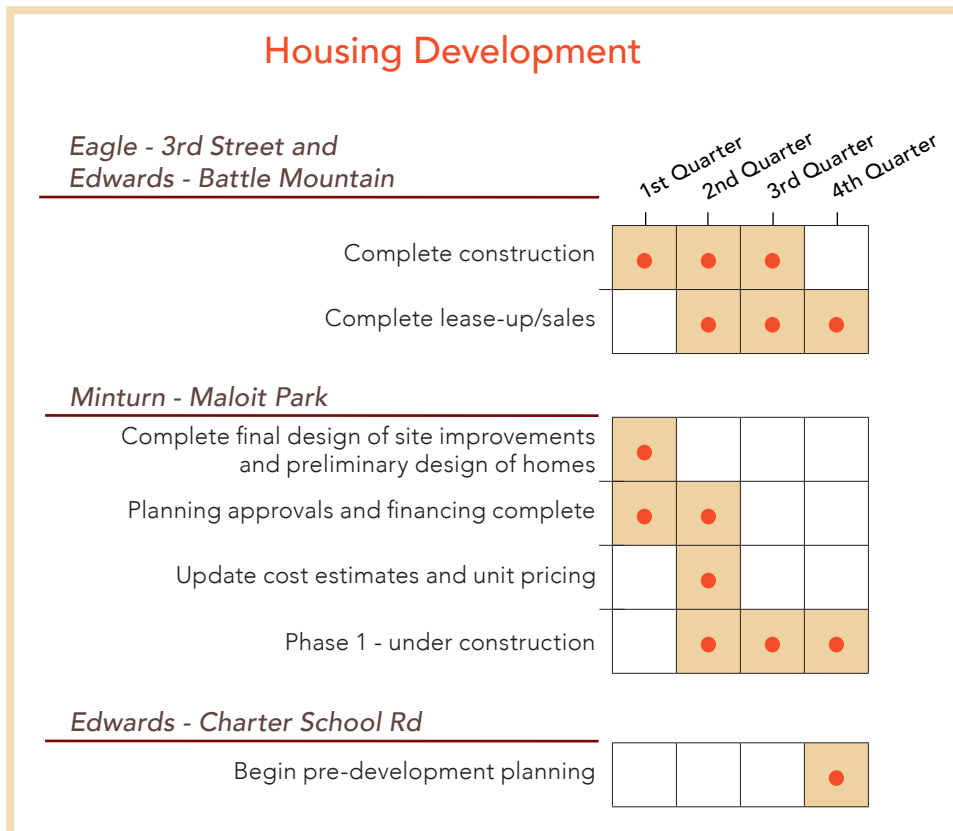 Housing Development
Eagle - 3rd Street and
Edwards - Battle Mountain
1st Quarter
2nd Quarter
3rd Quarter
4th Quarter
Complete construction
Complete lease-up/sales
Minturn - Maloit Park
Complete final design of site improvements
and preliminary design of homes
Planning approvals and financing complete
Update cost estimates and unit pricing
Phase 1 - under construction
Edwards - Charter School Rd
Begin pre-development planning